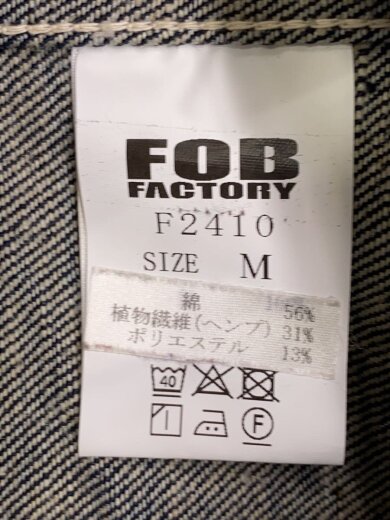 FOB
FACTORY
F2410
SIZE M
綿 56%
植物繊維(ヘンプ) 31%
ポリエステル 13%
40
F